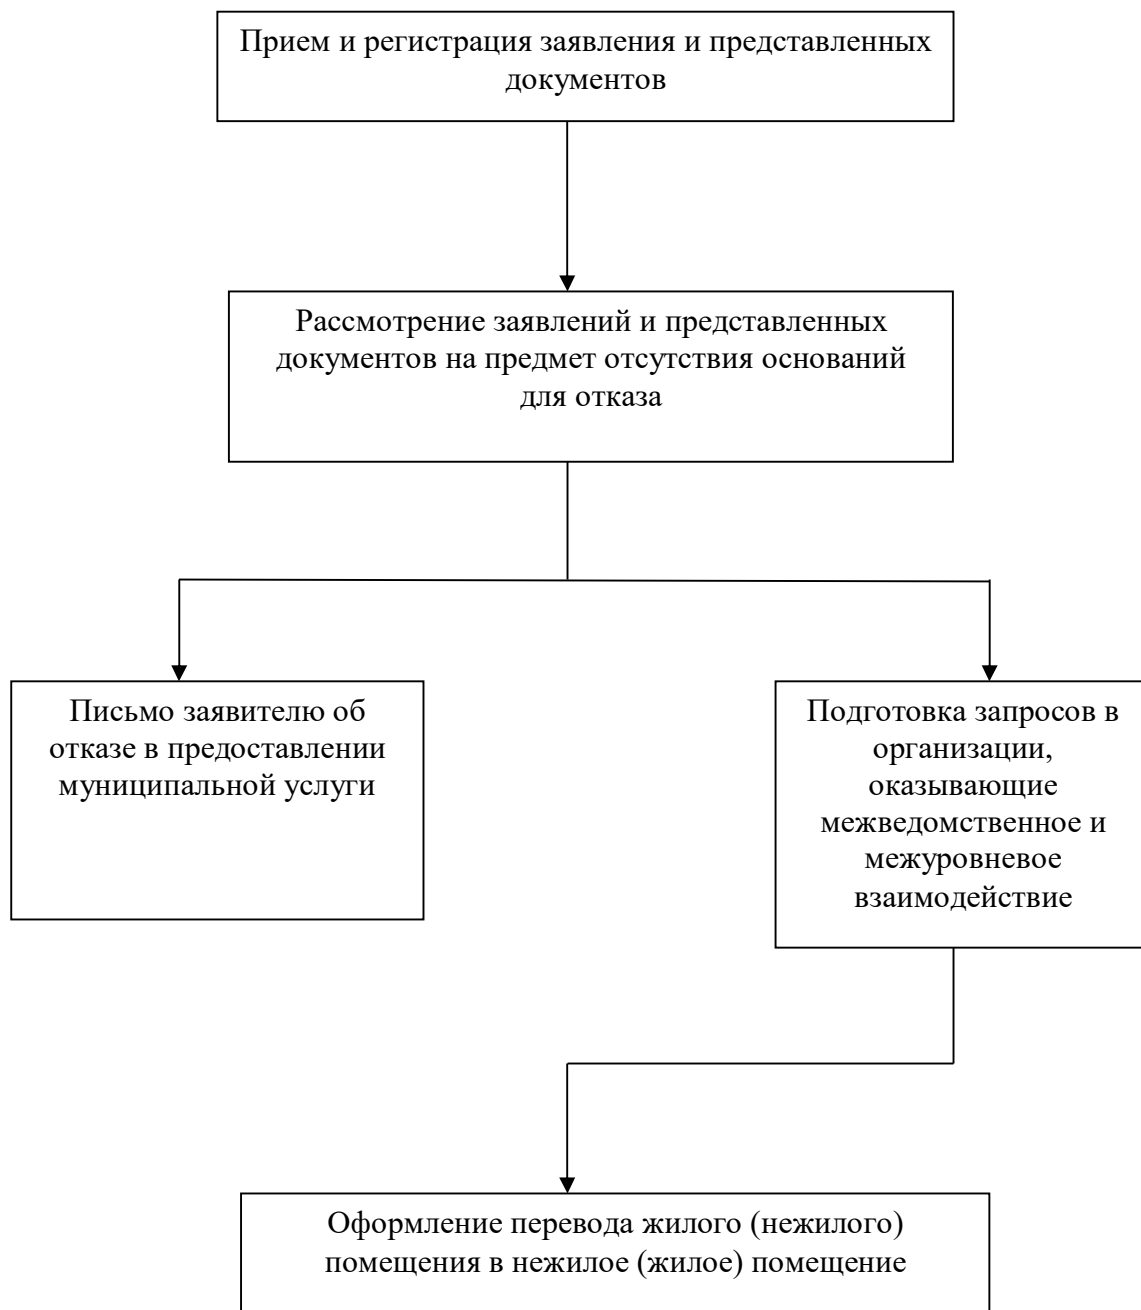 Прием и регистрация заявления и представленных
документов
Рассмотрение заявлений и представленных
документов на предмет отсутствия оснований
для отказа
Письмо заявителю об
отказе в предоставлении
муниципальной услуги
Подготовка запросов в
организации,
оказывающие
межведомственное и
межуровневое
взаимодействие
Оформление перевода жилого (нежилого)
помещения в нежилое (жилое) помещение